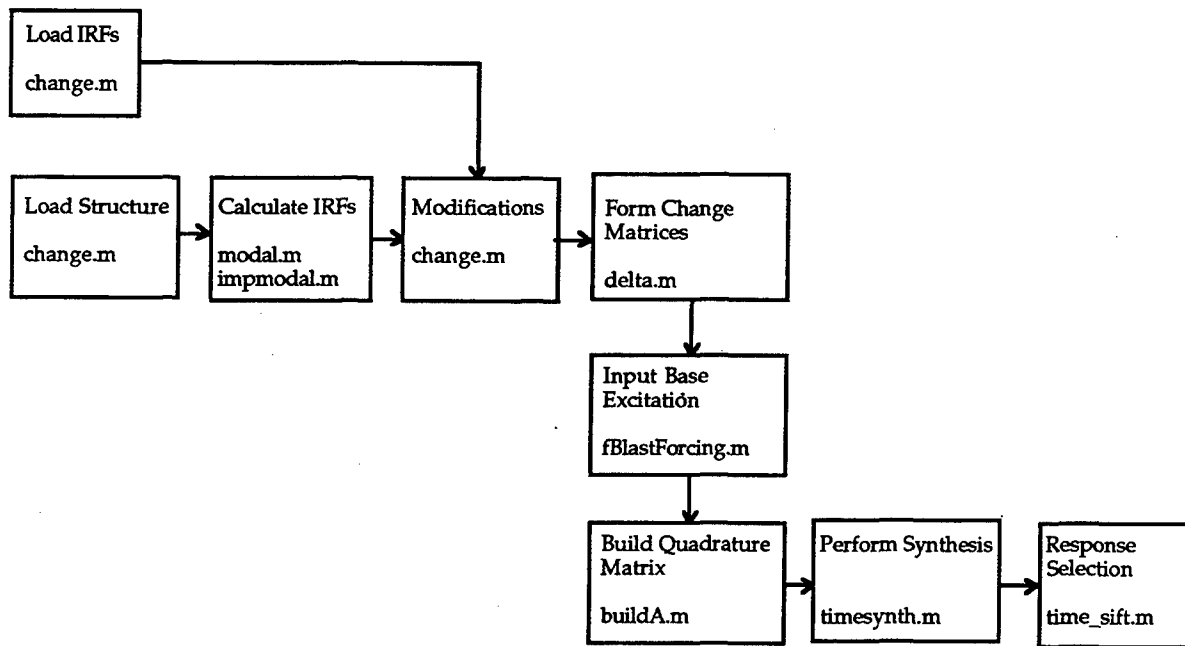 Load IRFs
change.m
Load Structure
change.m
Calculate IRFs
modal.m
impmodal.m
Modifications
change.m
Form Change
Matrices
delta.m
Input Base
Excitation
fBlastForcing.m
Build Quadrature
Matrix
buildA.m
Perform Synthesis
timesynth.m
Response
Selection
time_sift.m